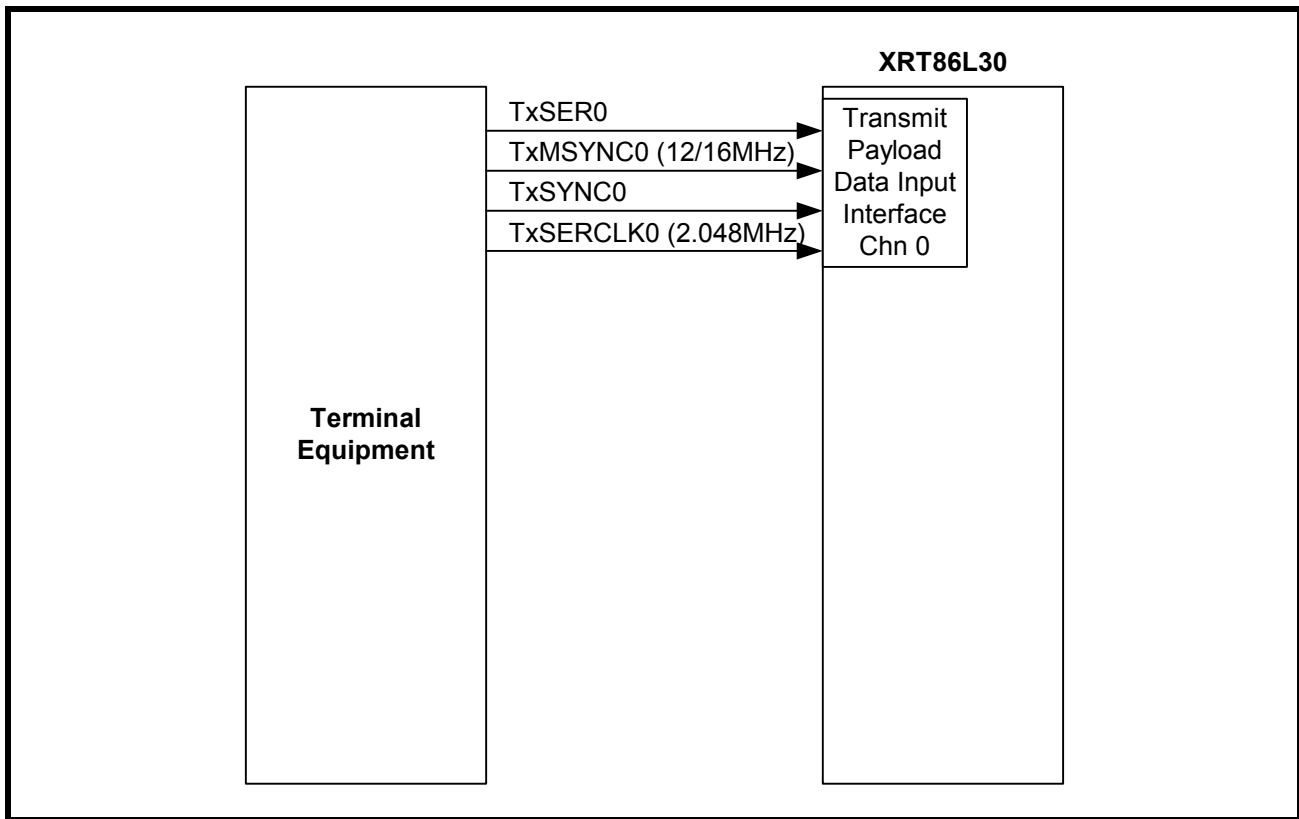 XRT86L30
TxSER0
TxMSYNC0 (12/16MHz)
TxSYNC0
TxSERCLK0 (2.048MHz)
Transmit
Payload
Data Input
Interface
Chn 0
Terminal
Equipment